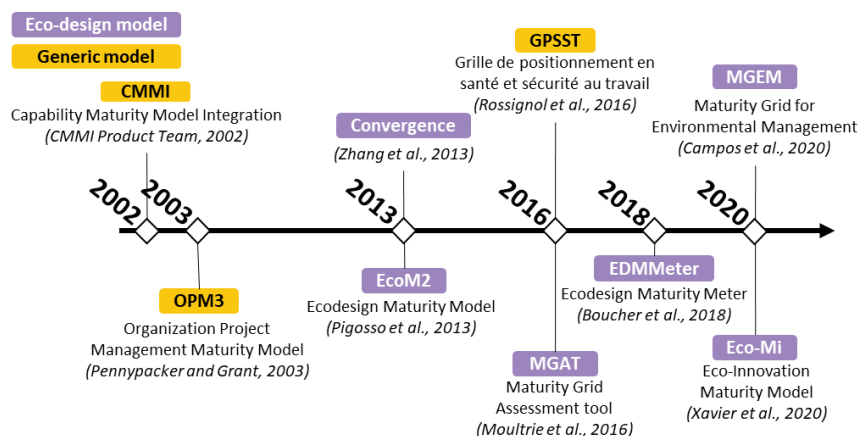 Eco-design model
Generic model
CMMI
Capability Maturity Model Integration
(CMMI Product Team, 2002)
Convergence
(Zhang et al., 2013)
GPSST
Grille de positionnement en
santé et sécurité au travail
(Rossignol et al., 2016)
MGEM
Maturity Grid for
Environmental Management
(Campos et al., 2020)
2002
2003
2013
2016
2018
2020
OPM3
Organization Project
Management Maturity Model
(Pennypacker and Grant, 2003)
EcoM2
Ecodesign Maturity Model
(Pigosso et al., 2013)
MGAT
Maturity Grid
Assessment tool
(Moultrie et al., 2016)
EDMMeter
Ecodesign Maturity Meter
(Boucher et al., 2018)
Eco-Mi
Eco-Innovation
Maturity Model
(Xavier et al., 2020)